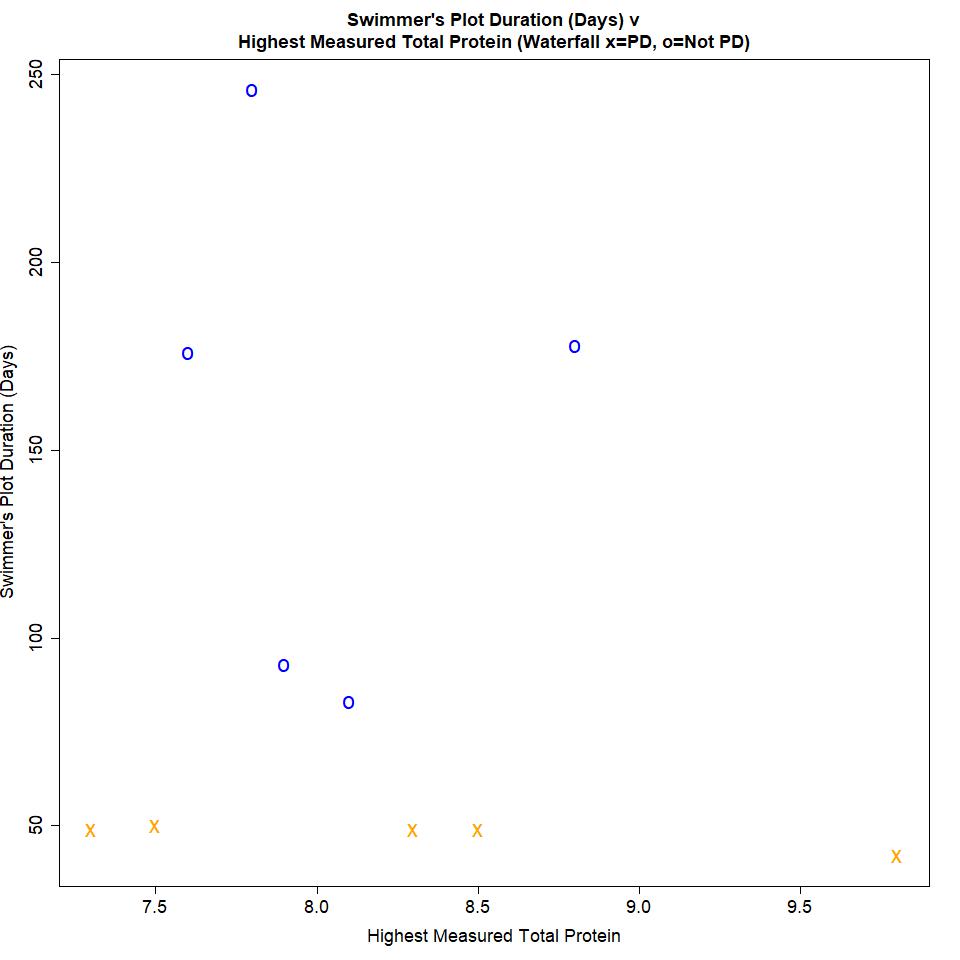 Swimmer's Plot Duration (Days) v
Highest Measured Total Protein (Waterfall x=PD, o=Not PD)
Swimmer's Plot Duration (Days)
250
200
150
100
50
o
o
o
o
o
x
x
x
x
x
7.5 8.0 8.5 9.0 9.5
Highest Measured Total Protein